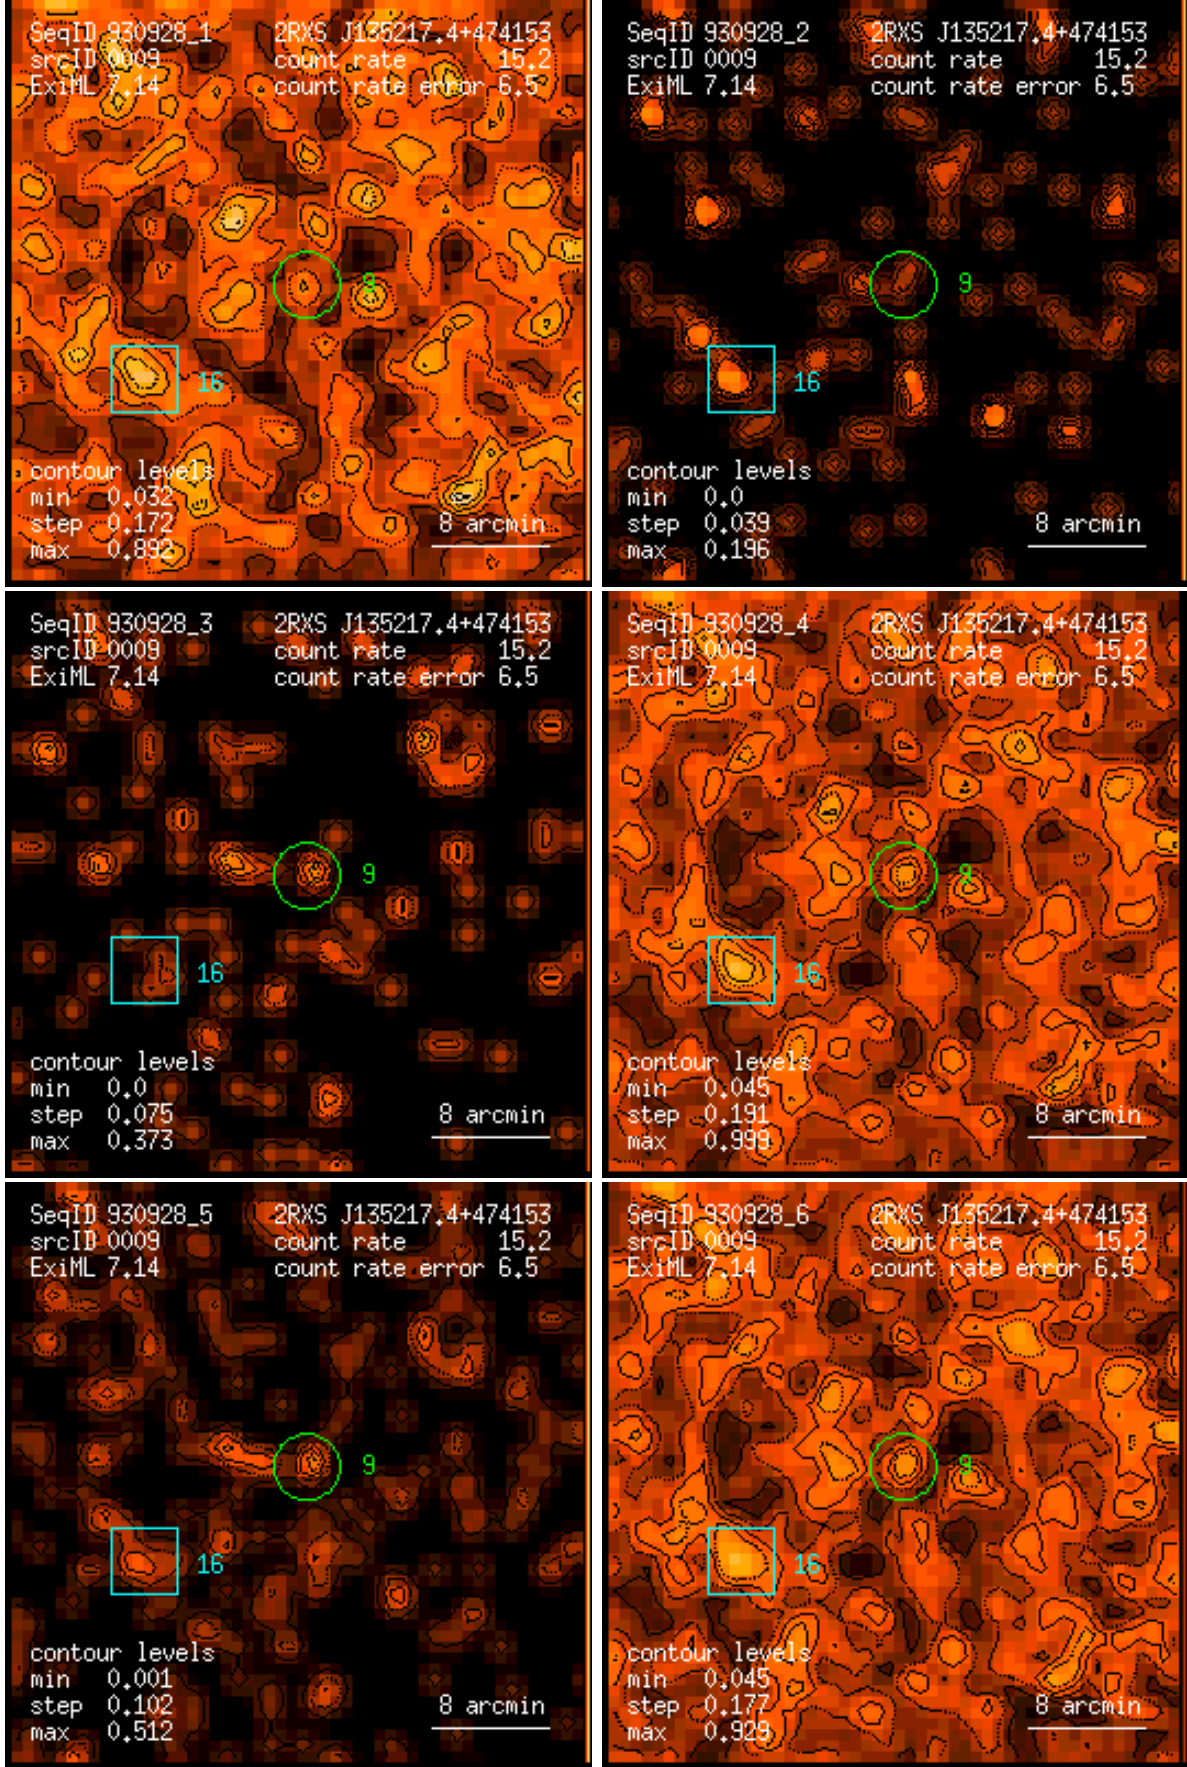 SeqID 930928_1 2RXS J135217.4+474153
srcID 0009 count rate 15.2
ExiML 7.14 count rate error 6.5
9
16
contour levels
min 0.032
step 0.172 8 arcmin
max 0.892
SeqID 930928_2 2RXS J135217.4+474153
srcID 0009 count rate 15.2
ExiML 7.14 count rate error 6.5
9
16
contour levels
min 0.0
step 0.039 8 arcmin
max 0.196
SeqID 930928_3 2RXS J135217.4+474153
srcID 0009 count rate 15.2
ExiML 7.14 count rate error 6.5
9
16
contour levels
min 0.0
step 0.075 8 arcmin
max 0.373
SeqID 930928_4 2RXS J135217.4+474153
srcID 0009 count rate 15.2
ExiML 7.14 count rate error 6.5
9
16
contour levels
min 0.045
step 0.191 8 arcmin
max 0.999
SeqID 930928_5 2RXS J135217.4+474153
srcID 0009 count rate 15.2
ExiML 7.14 count rate error 6.5
9
16
contour levels
min 0.001
step 0.102 8 arcmin
max 0.512
SeqID 930928_6 2RXS J135217.4+474153
srcID 0009 count rate 15.2
ExiML 7.14 count rate error 6.5
9
16
contour levels
min 0.045
step 0.177 8 arcmin
max 0.929